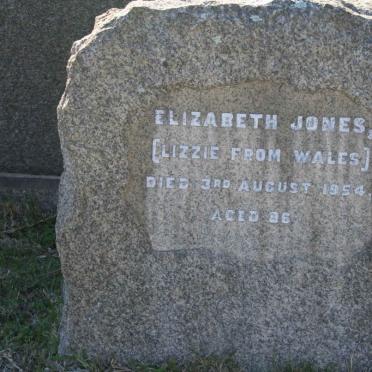 ELIZABETH JONES,
[LIZZIE FROM WALES]
DIED 3RD AUGUST 1954
AGED 86